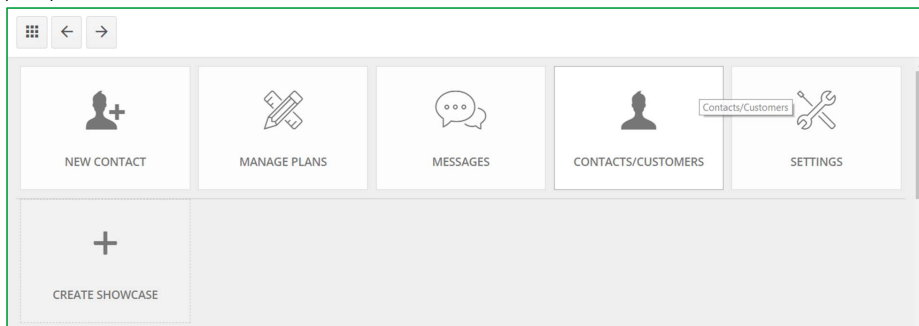 NEW CONTACT
MANAGE PLANS
MESSAGES
CONTACTS/CUSTOMERS
Contacts/Customers
SETTINGS
CREATE SHOWCASE